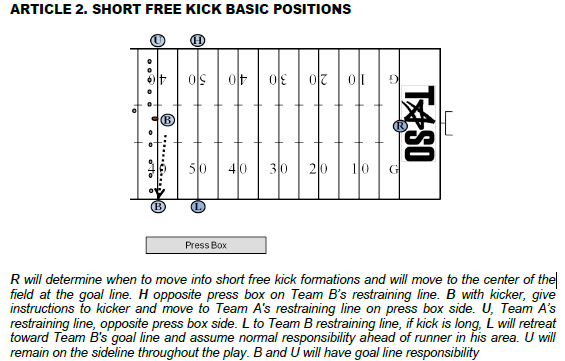 ARTICLE 2. SHORT FREE KICK BASIC POSITIONS
U H
40 50 40 30 20 10 G
B
R
TASO
40 50 40 30 20 10 G
B L
Press Box
R will determine when to move into short free kick formations and will move to the center of the
field at the goal line. H opposite press box on Team B's restraining line. B with kicker, give
instructions to kicker and move to Team A's restraining line on press box side. U, Team A's
restraining line, opposite press box side. L to Team B restraining line, if kick is long, L will retreat
toward Team B's goal line and assume normal responsibility ahead of runner in his area. U will
remain on the sideline throughout the play. B and U will have goal line responsibility